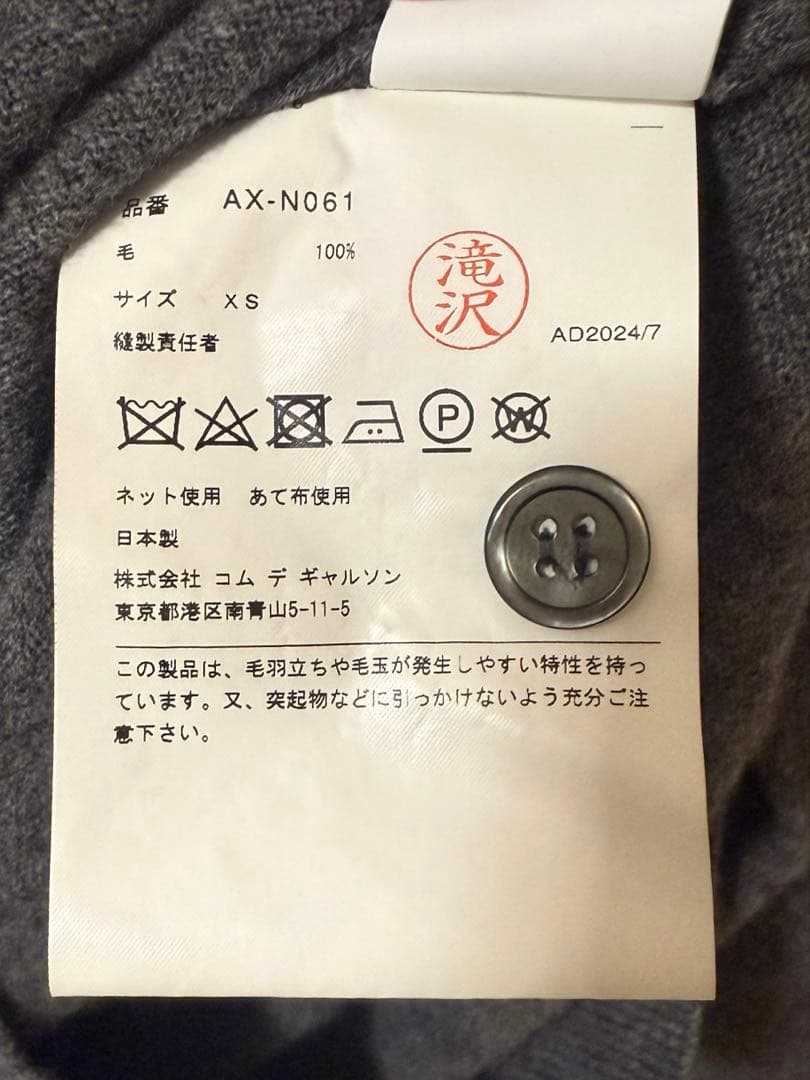 品番 AX-N061
毛 100%
サイズ XS
縫製責任者
滝沢
AD2024/7
P
W
ネット使用 あて布使用
日本製
株式会社 コム デ ギャルソン
東京都港区南青山5-11-5
この製品は、毛羽立ちや毛玉が発生しやすい特性を持っ
ています。又、突起物などに引っかけないよう充分ご注
意下さい。